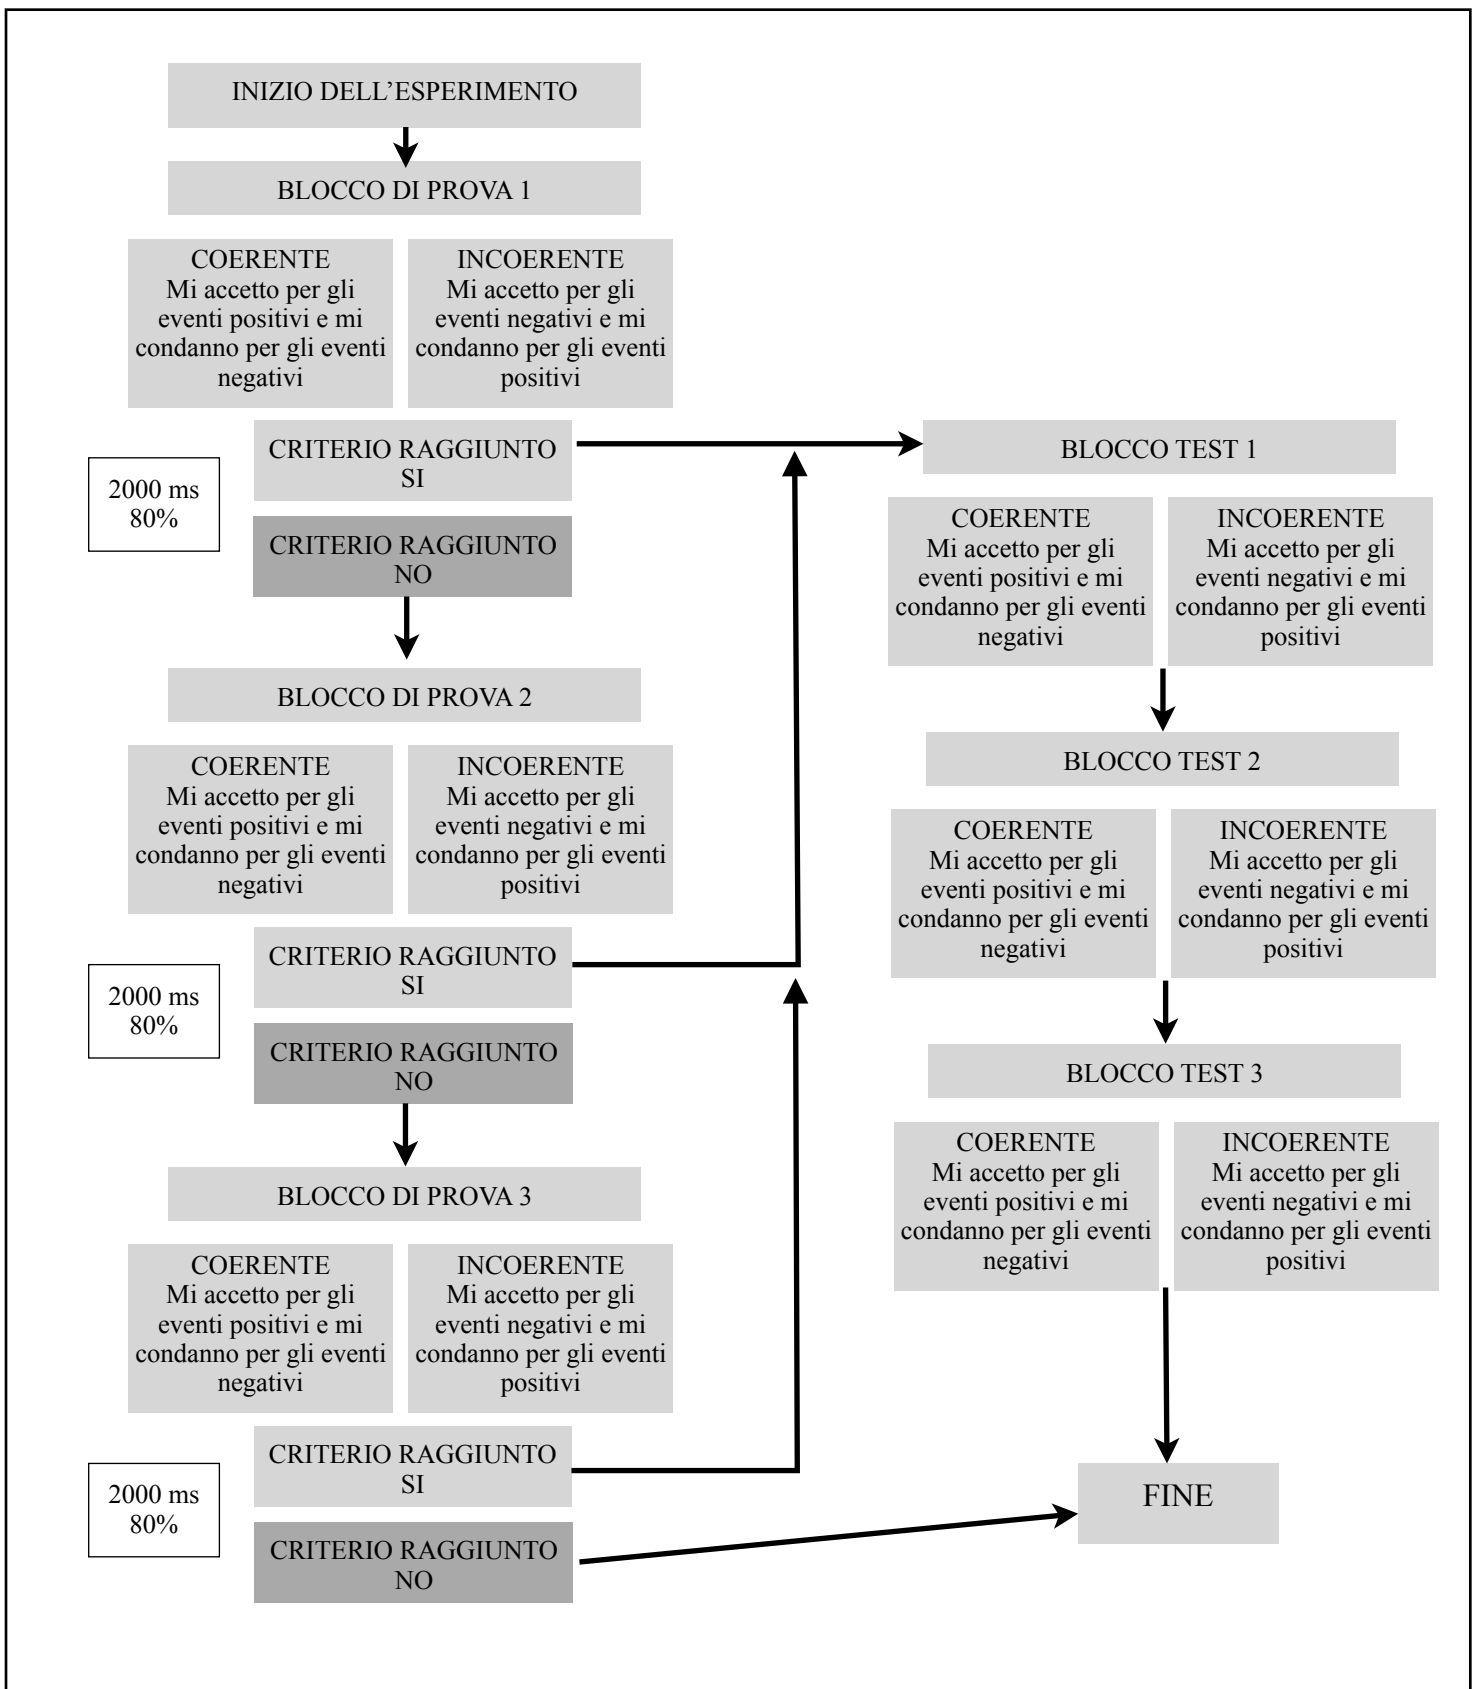 INIZIO DELL'ESPERIMENTO
BLOCCO DI PROVA 1
COERENTE
Mi accetto per gli
eventi positivi e mi
condanno per gli eventi
negativi
INCOERENTE
Mi accetto per gli
eventi negativi e mi
condanno per gli eventi
positivi
2000 ms
80%
CRITERIO RAGGIUNTO
SI
CRITERIO RAGGIUNTO
NO
BLOCCO DI PROVA 2
COERENTE
Mi accetto per gli
eventi positivi e mi
condanno per gli eventi
negativi
INCOERENTE
Mi accetto per gli
eventi negativi e mi
condanno per gli eventi
positivi
2000 ms
80%
CRITERIO RAGGIUNTO
SI
CRITERIO RAGGIUNTO
NO
BLOCCO DI PROVA 3
COERENTE
Mi accetto per gli
eventi positivi e mi
condanno per gli eventi
negativi
INCOERENTE
Mi accetto per gli
eventi negativi e mi
condanno per gli eventi
positivi
2000 ms
80%
CRITERIO RAGGIUNTO
SI
CRITERIO RAGGIUNTO
NO
BLOCCO TEST 1
COERENTE
Mi accetto per gli
eventi positivi e mi
condanno per gli eventi
negativi
INCOERENTE
Mi accetto per gli
eventi negativi e mi
condanno per gli eventi
positivi
BLOCCO TEST 2
COERENTE
Mi accetto per gli
eventi positivi e mi
condanno per gli eventi
negativi
INCOERENTE
Mi accetto per gli
eventi negativi e mi
condanno per gli eventi
positivi
BLOCCO TEST 3
COERENTE
Mi accetto per gli
eventi positivi e mi
condanno per gli eventi
negativi
INCOERENTE
Mi accetto per gli
eventi negativi e mi
condanno per gli eventi
positivi
FINE